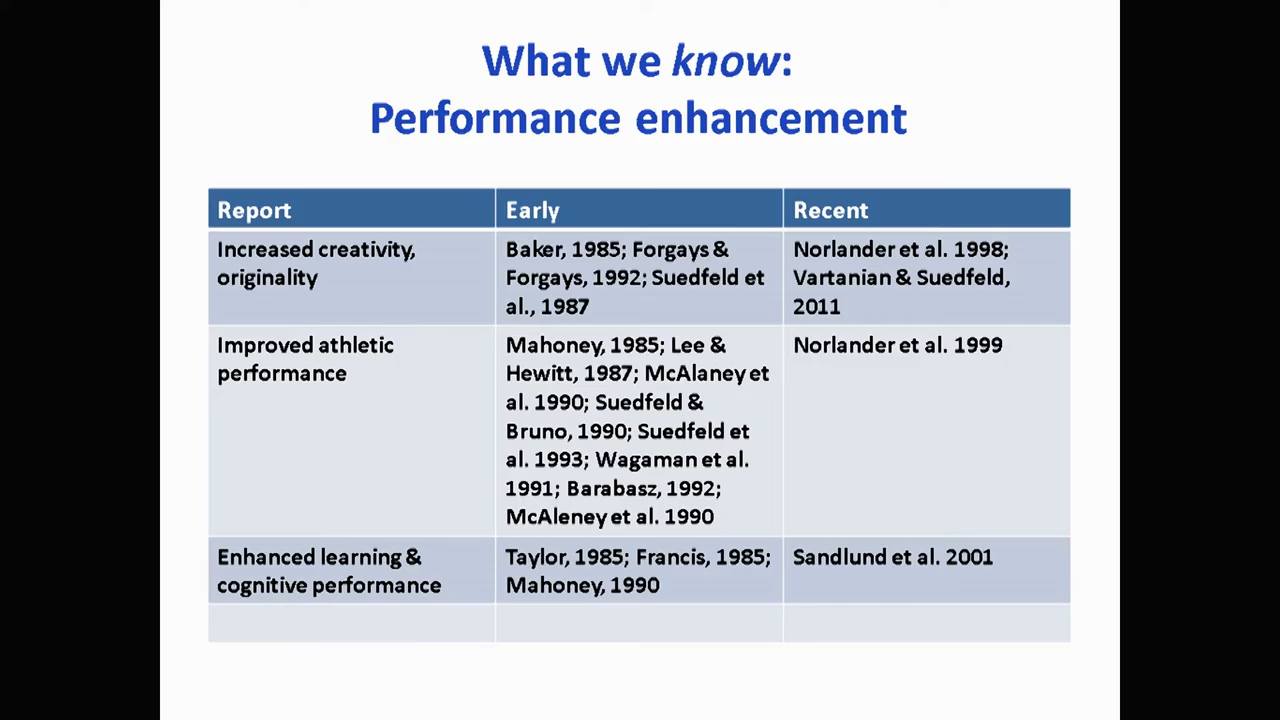 What we know:
Performance enhancement
Report Early Recent
Increased creativity,
originality
Baker, 1985; Forgays &
Forgays, 1992; Suedfeld et
al., 1987
Norlander et al. 1998;
Vartanian & Suedfeld,
2011
Improved athletic
performance
Mahoney, 1985; Lee &
Hewitt, 1987; McAlaney et
al. 1990; Suedfeld &
Bruno, 1990; Suedfeld et
al. 1993; Wagaman et al.
1991; Barabasz, 1992;
McAleney et al. 1990
Norlander et al. 1999
Enhanced learning &
cognitive performance
Taylor, 1985; Francis, 1985;
Mahoney, 1990
Sandlund et al. 2001